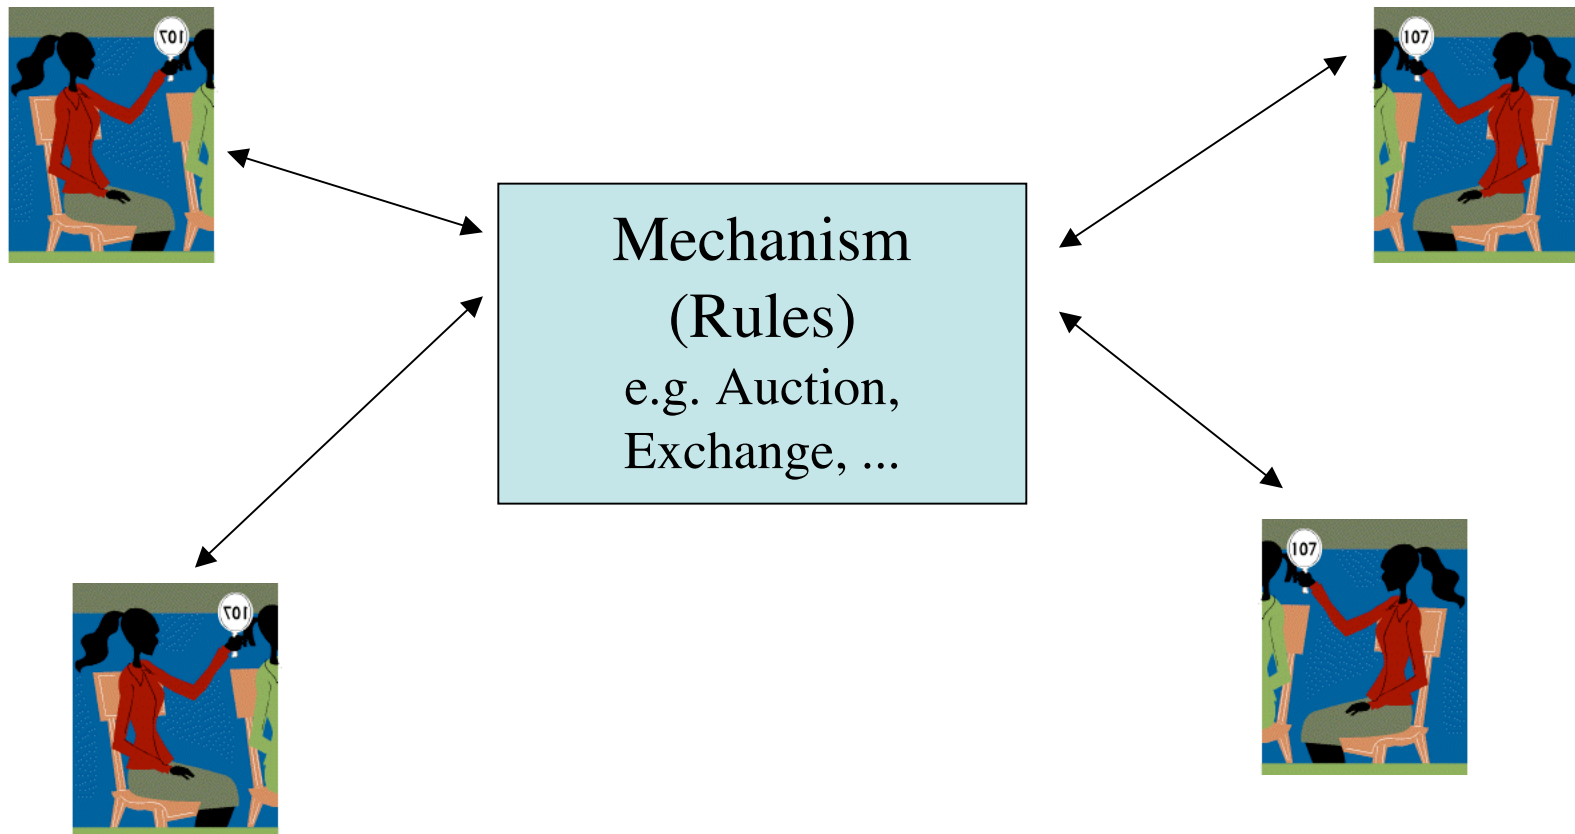 107
107
Mechanism
(Rules)
e.g. Auction,
Exchange, ...
107
107